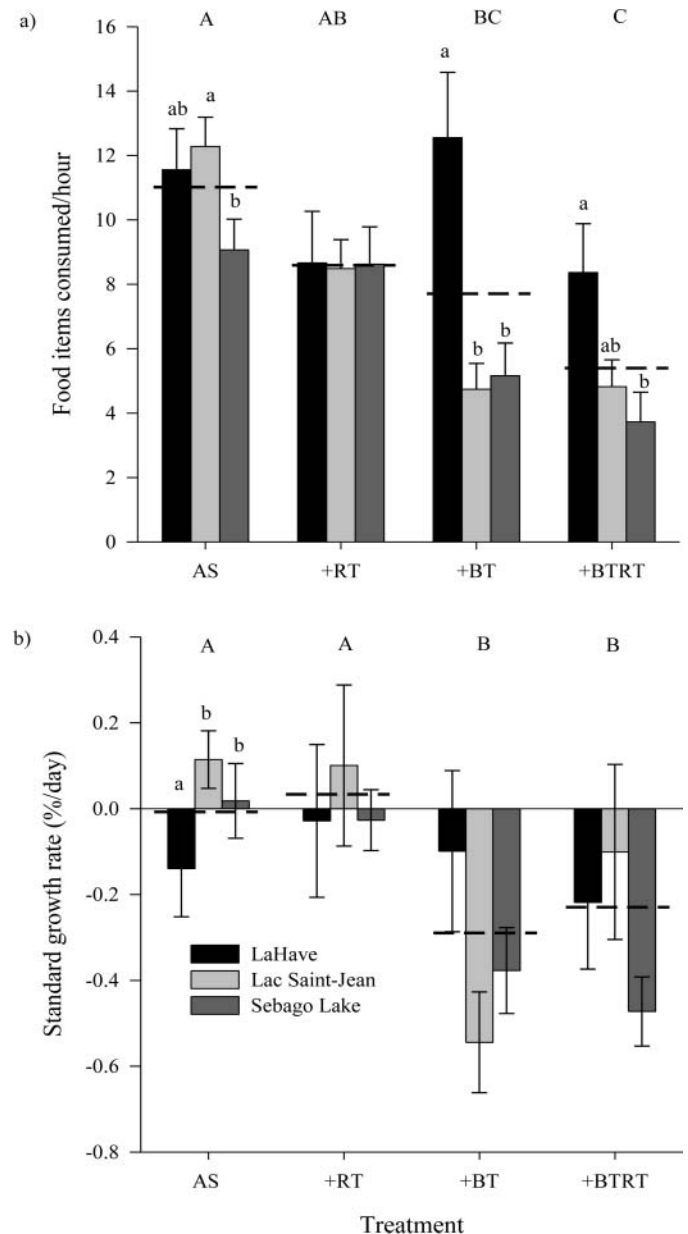 a)
A AB BC C
16
14
12
10
8
6
4
2
0
Food items consumed/hour
ab a b
a b b
a ab b
AS +RT +BT +BTRT
b)
A A B B
0.4
0.2
0.0
-0.2
-0.4
-0.6
-0.8
Standard growth rate (%/day)
a b b
LaHave
Lac Saint-Jean
Sebago Lake
AS +RT +BT +BTRT
Treatment